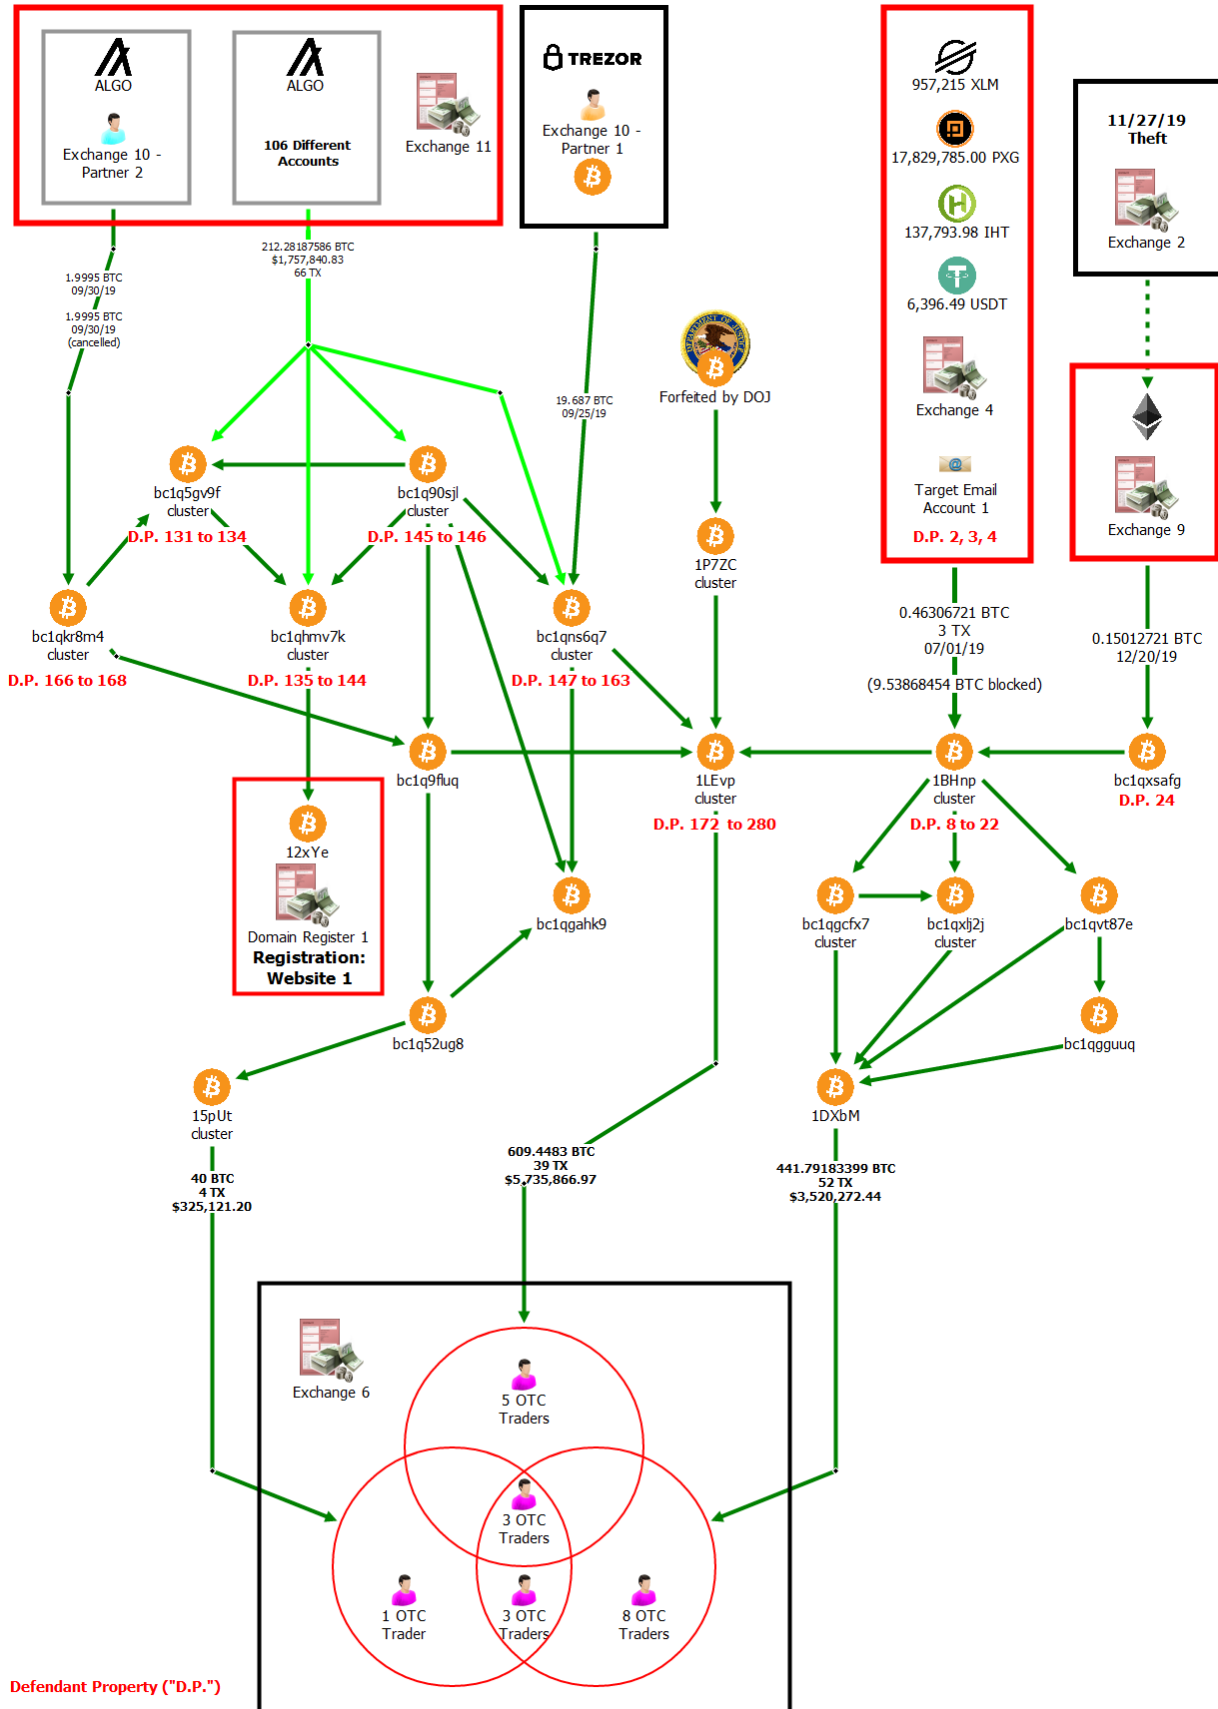 ALGO
Exchange 10 -
Partner 2
ALGO
106 Different
Accounts
Exchange 11
TREZOR
Exchange 10 -
Partner 1
957,215 XLM
17,829,785.00 PXG
137,793.98 IHT
6,396.49 USDT
Exchange 4
Target Email
Account 1
D.P. 2, 3, 4
11/27/19
Theft
Exchange 2
1.9995 BTC
09/30/19
1.9995 BTC
09/30/19
(cancelled)
212.28187586 BTC
$1,757,840.83
66 TX
19.687 BTC
09/25/19
DEPARTMENT OF JUSTICE
Forfeited by DOJ
Exchange 9
bc1q5gv9f
cluster
D.P. 131 to 134
bc1q90sjl
cluster
D.P. 145 to 146
1P7ZC
cluster
bc1qkr8m4
cluster
D.P. 166 to 168
bc1qhmv7k
cluster
D.P. 135 to 144
bc1qns6q7
cluster
D.P. 147 to 163
0.46306721 BTC
3 TX
07/01/19
(9.53868454 BTC blocked)
0.15012721 BTC
12/20/19
bc1q9fluq
1LEvp
cluster
D.P. 172 to 280
1BHnp
cluster
D.P. 8 to 22
bc1qxsafg
D.P. 24
12xYe
Domain Register 1
Registration:
Website 1
bc1qgahk9
bc1qgcfx7
cluster
bc1qxlj2j
cluster
bc1qvt87e
bc1q52ug8
bc1qgguuq
15pUt
cluster
1DXbM
40 BTC
4 TX
$325,121.20
609.4483 BTC
39 TX
$5,735,866.97
441.79183399 BTC
52 TX
$3,520,272.44
Exchange 6
5 OTC
Traders
3 OTC
Traders
1 OTC
Trader
3 OTC
Traders
8 OTC
Traders
Defendant Property ("D.P.")